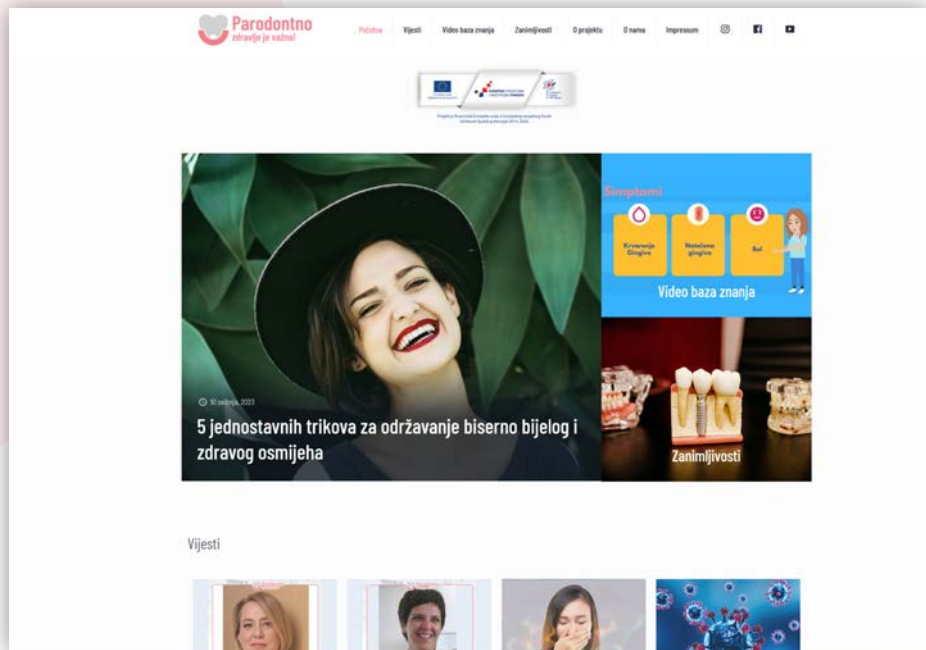 Parodontno
zdravlje je važno!
Početna
Vijesti
Video baza znanja
Zanimljivosti
O projektu
O nama
Impressum
Simptomi
Krvarenje
Gingive
Natečena
gingiva
Bol
Video baza znanja
10 svibnja, 2023
5 jednostavnih trikova za održavanje biserno bijelog i
zdravog osmijeha
Zanimljivosti
Vijesti